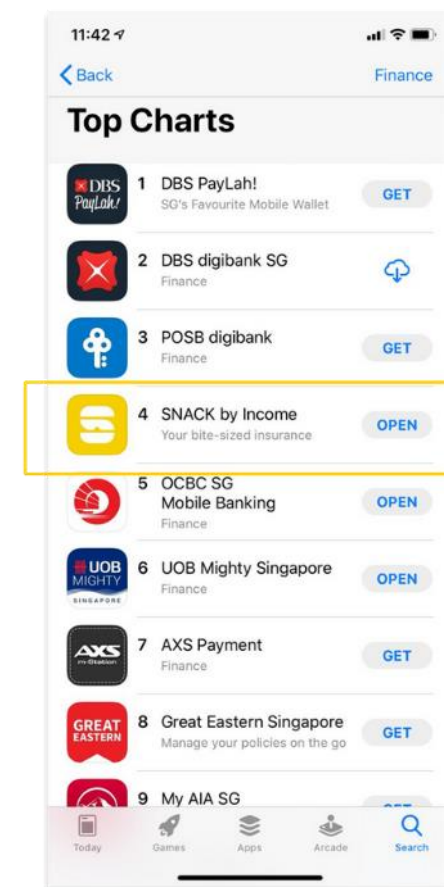 11:42
Back
Finance
Top Charts
DBS
PayLah!
1 DBS PayLah!
SG's Favourite Mobile Wallet
GET
2 DBS digibank SG
Finance
3 POSB digibank
Finance
GET
4 SNACK by Income
Your bite-sized insurance
OPEN
5 OCBC SG
Mobile Banking
Finance
OPEN
UOB
MIGHTY
SINGAPORE
6 UOB Mighty Singapore
Finance
OPEN
AXS
m-Station
7 AXS Payment
Finance
GET
GREAT
EASTERN
8 Great Eastern Singapore
Manage your policies on the go
GET
9 My AIA SG
Today
Games
Apps
Arcade
Search